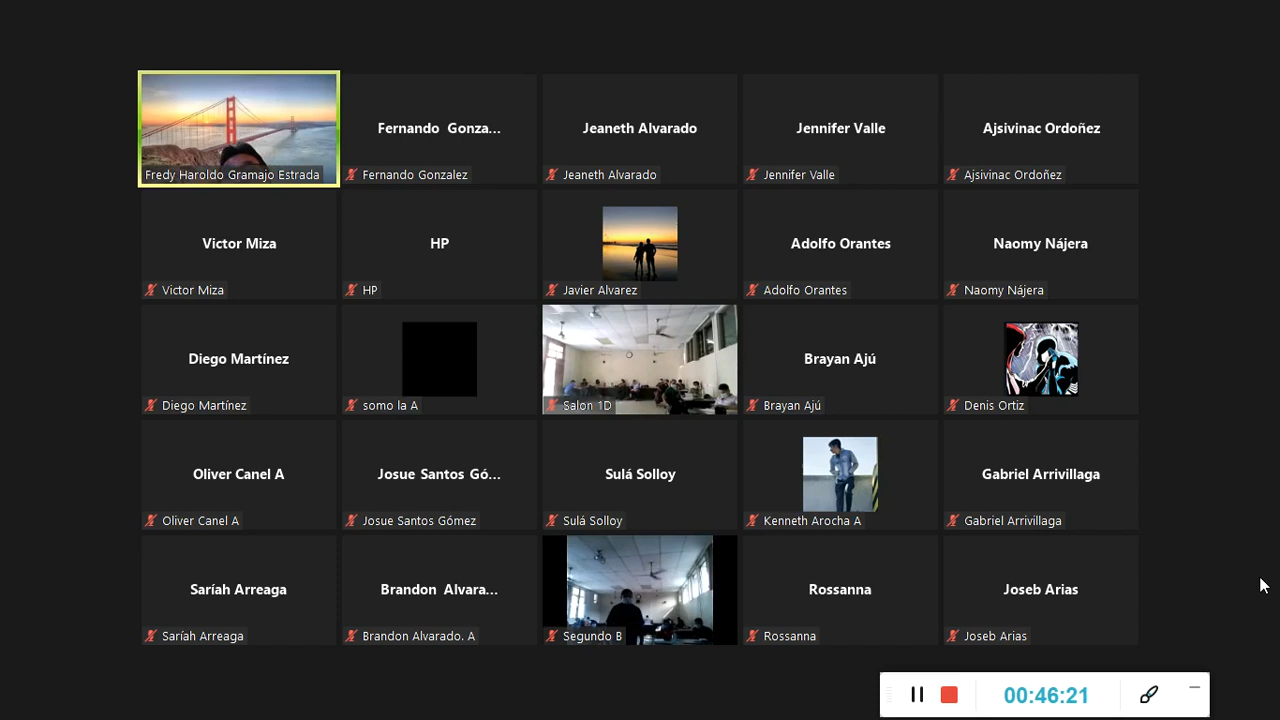 Fredy Haroldo Gramajo Estrada
Fernando Gonza...
Fernando Gonzalez
Jeaneth Alvarado
Jeaneth Alvarado
Jennifer Valle
Jennifer Valle
Ajsivinac Ordoñez
Ajsivinac Ordoñez
Victor Miza
Victor Miza
HP
HP
Javier Alvarez
Adolfo Orantes
Adolfo Orantes
Naomy Nájera
Naomy Nájera
Diego Martínez
Diego Martínez
somo la A
Salon 1D
Brayan Ajú
Brayan Ajú
Denis Ortiz
Oliver Canel A
Oliver Canel A
Josue Santos Gó...
Josue Santos Gómez
Sulá Solloy
Sulá Solloy
Kenneth Arocha A
Gabriel Arrivillaga
Gabriel Arrivillaga
Saríah Arreaga
Saríah Arreaga
Brandon Alvara...
Brandon Alvarado. A
Segundo B
Rossanna
Rossanna
Joseb Arias
Joseb Arias
00:46:21